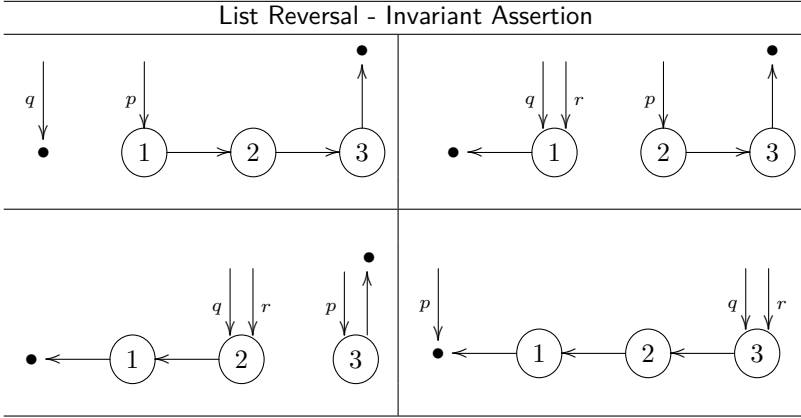 List Reversal - Invariant Assertion
q p 1 2 3
q r p 1 2 3
q r p 1 2 3
p q r 1 2 3